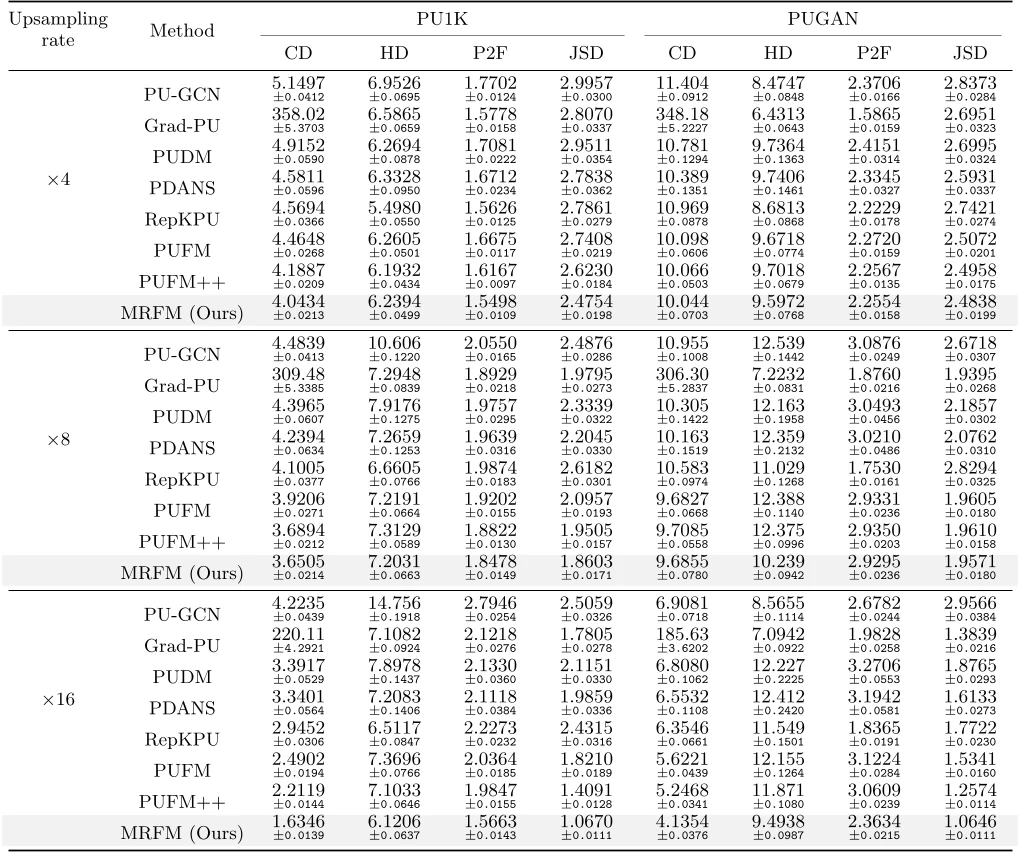 Upsampling rate Method PU1K PUGAN
CD HD P2F JSD CD HD P2F JSD
×4
PU-GCN 5.1497 6.9526 1.7702 2.9957 11.404 8.4747 2.3706 2.8373
±0.0412 ±0.0695 ±0.0124 ±0.0300 ±0.0912 ±0.0848 ±0.0166 ±0.0284
Grad-PU 358.02 6.5865 1.5778 2.8070 348.18 6.4313 1.5865 2.6951
±5.3703 ±0.0659 ±0.0158 ±0.0337 ±5.2227 ±0.0643 ±0.0159 ±0.0323
PUDM 4.9152 6.2694 1.7081 2.9511 10.781 9.7364 2.4151 2.6995
±0.0590 ±0.0878 ±0.0222 ±0.0354 ±0.1294 ±0.1363 ±0.0314 ±0.0324
PDANS 4.5811 6.3328 1.6712 2.7838 10.389 9.7406 2.3345 2.5931
±0.0596 ±0.0950 ±0.0234 ±0.0362 ±0.1351 ±0.1461 ±0.0327 ±0.0337
RepKPU 4.5694 5.4980 1.5626 2.7861 10.969 8.6813 2.2229 2.7421
±0.0366 ±0.0550 ±0.0125 ±0.0279 ±0.0878 ±0.0868 ±0.0178 ±0.0274
PUFM 4.4648 6.2605 1.6675 2.7408 10.098 9.6718 2.2720 2.5072
±0.0268 ±0.0501 ±0.0117 ±0.0219 ±0.0606 ±0.0774 ±0.0159 ±0.0201
PUFM++ 4.1887 6.1932 1.6167 2.6230 10.066 9.7018 2.2567 2.4958
±0.0209 ±0.0434 ±0.0097 ±0.0184 ±0.0503 ±0.0679 ±0.0135 ±0.0175
MRFM (Ours) 4.0434 6.2394 1.5498 2.4754 10.044 9.5972 2.2554 2.4838
±0.0213 ±0.0499 ±0.0109 ±0.0198 ±0.0703 ±0.0768 ±0.0158 ±0.0199
×8
PU-GCN 4.4839 10.606 2.0550 2.4876 10.955 12.539 3.0876 2.6718
±0.0413 ±0.1220 ±0.0165 ±0.0286 ±0.1008 ±0.1442 ±0.0249 ±0.0307
Grad-PU 309.48 7.2948 1.8929 1.9795 306.30 7.2232 1.8760 1.9395
±5.3385 ±0.0839 ±0.0218 ±0.0273 ±5.2837 ±0.0831 ±0.0216 ±0.0268
PUDM 4.3965 7.9176 1.9757 2.3339 10.305 12.163 3.0493 2.1857
±0.0607 ±0.1275 ±0.0295 ±0.0322 ±0.1422 ±0.1958 ±0.0456 ±0.0302
PDANS 4.2394 7.2659 1.9639 2.2045 10.163 12.359 3.0210 2.0762
±0.0634 ±0.1253 ±0.0316 ±0.0330 ±0.1519 ±0.2132 ±0.0486 ±0.0310
RepKPU 4.1005 6.6605 1.9874 2.6182 10.583 11.029 1.7530 2.8294
±0.0377 ±0.0766 ±0.0183 ±0.0301 ±0.0974 ±0.1268 ±0.0161 ±0.0325
PUFM 3.9206 7.2191 1.9202 2.0957 9.6827 12.388 2.9331 1.9605
±0.0271 ±0.0664 ±0.0155 ±0.0193 ±0.0668 ±0.1140 ±0.0236 ±0.0180
PUFM++ 3.6894 7.3129 1.8822 1.9505 9.7085 12.375 2.9350 1.9610
±0.0212 ±0.0589 ±0.0130 ±0.0157 ±0.0558 ±0.0996 ±0.0203 ±0.0158
MRFM (Ours) 3.6505 7.2031 1.8478 1.8603 9.6855 10.239 2.9295 1.9571
±0.0214 ±0.0663 ±0.0149 ±0.0171 ±0.0780 ±0.0942 ±0.0236 ±0.0180
×16
PU-GCN 4.2235 14.756 2.7946 2.5059 6.9081 8.5655 2.6782 2.9566
±0.0439 ±0.1918 ±0.0254 ±0.0326 ±0.0718 ±0.1114 ±0.0244 ±0.0384
Grad-PU 220.11 7.1082 2.1218 1.7805 185.63 7.0942 1.9828 1.3839
±4.2921 ±0.0924 ±0.0276 ±0.0278 ±3.6202 ±0.0922 ±0.0258 ±0.0216
PUDM 3.3917 7.8978 2.1330 2.1151 6.8080 12.227 3.2706 1.8765
±0.0529 ±0.1437 ±0.0360 ±0.0330 ±0.1062 ±0.2225 ±0.0553 ±0.0293
PDANS 3.3401 7.2083 2.1118 1.9859 6.5532 12.412 3.1942 1.6133
±0.0564 ±0.1406 ±0.0384 ±0.0336 ±0.1108 ±0.2420 ±0.0581 ±0.0273
RepKPU 2.9452 6.5117 2.2273 2.4315 6.3546 11.549 1.8365 1.7722
±0.0306 ±0.0847 ±0.0232 ±0.0316 ±0.0661 ±0.1501 ±0.0191 ±0.0230
PUFM 2.4902 7.3696 2.0364 1.8210 5.6221 12.155 3.1224 1.5341
±0.0194 ±0.0766 ±0.0185 ±0.0189 ±0.0439 ±0.1264 ±0.0284 ±0.0160
PUFM++ 2.2119 7.1033 1.9847 1.4091 5.2468 11.871 3.0609 1.2574
±0.0144 ±0.0646 ±0.0155 ±0.0128 ±0.0341 ±0.1080 ±0.0239 ±0.0114
MRFM (Ours) 1.6346 6.1206 1.5663 1.0670 4.1354 9.4938 2.3634 1.0646
±0.0139 ±0.0637 ±0.0143 ±0.0111 ±0.0376 ±0.0987 ±0.0215 ±0.0111